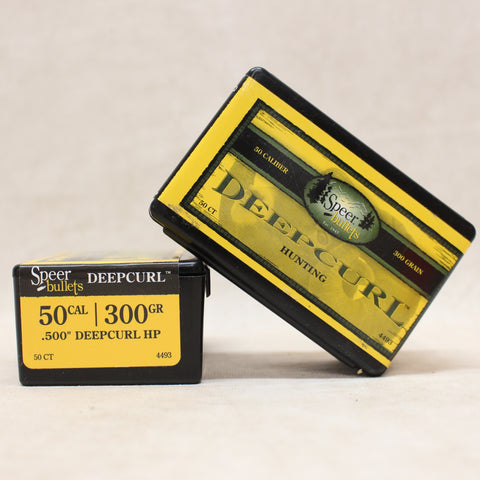 Speer
bullets
DEEPCURL™
50CAL | 300GR
.500" DEEPCURL HP
50 CT
4493
50 CALIBER
Speer
bullets
300 GRAIN
DEEPCURL™
HUNTING
50 CT
4493